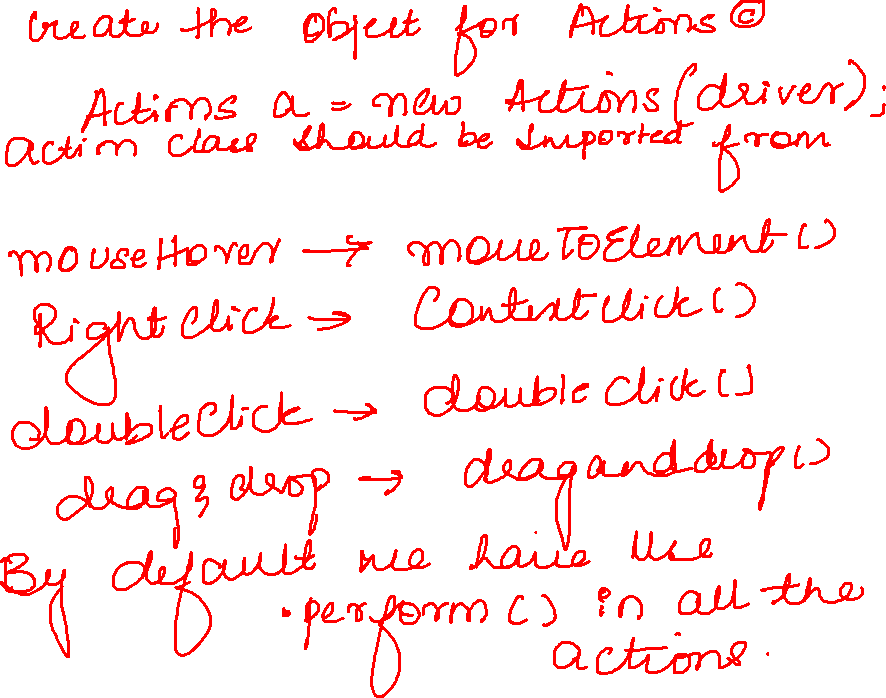 Create the Object for Actions ©
Actions a = new Actions(driver);
Action class should be Imported from
mouseHover → moveToElement()
Right Click → ContextClick()
doubleClick → doubleClick()
drag & drop → draganddrop()
By default we have Use
.perform() in all the
actions.